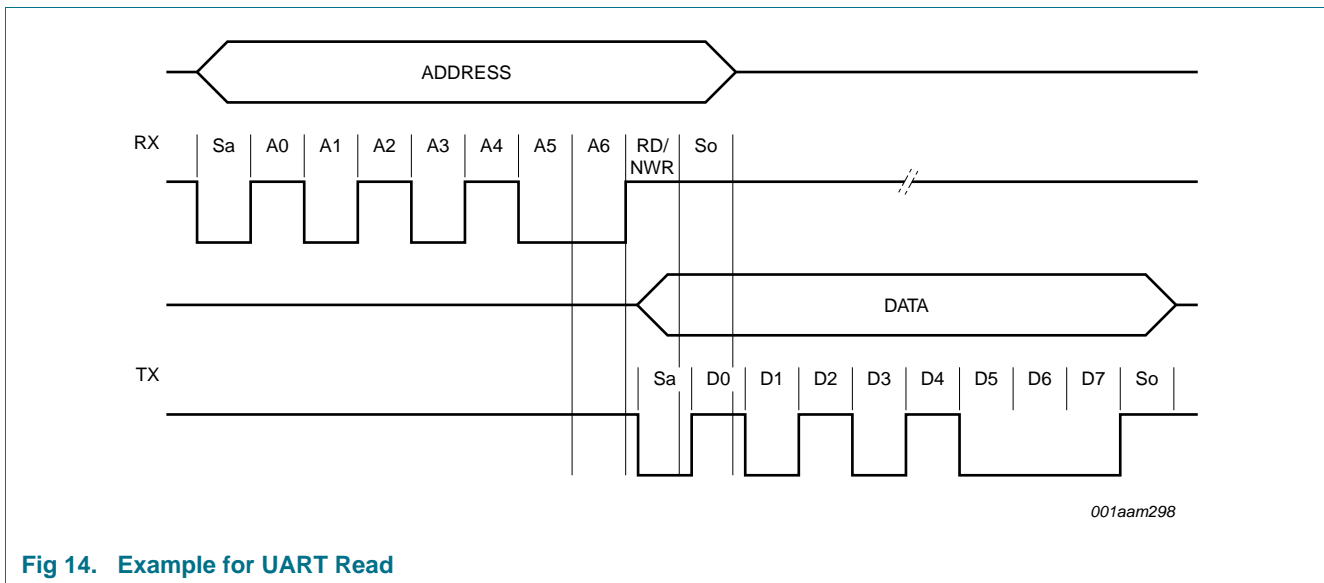 ADDRESS
RX Sa A0 A1 A2 A3 A4 A5 A6 RD/ So
NWR
DATA
TX Sa D0 D1 D2 D3 D4 D5 D6 D7 So
001aam298
Fig 14. Example for UART Read